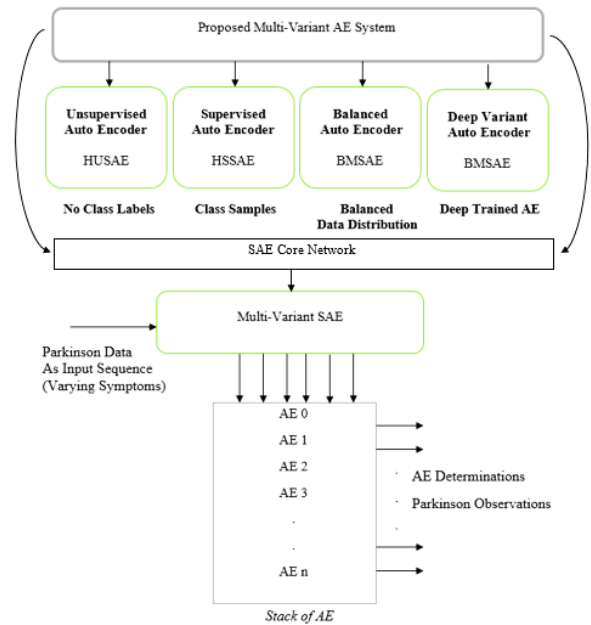 Proposed Multi-Variant AE System
Unsupervised
Auto Encoder
HUSAE
Supervised
Auto Encoder
HSSAE
Balanced
Auto Encoder
BMSAE
Deep Variant
Auto Encoder
BMSAE
No Class Labels
Class Samples
Balanced
Data Distribution
Deep Trained AE
SAE Core Network
Multi-Variant SAE
Parkinson Data
As Input Sequence
(Varying Symptoms)
AE 0
AE 1
AE 2
AE 3
.
.
AE n
.
AE Determinations
.
Parkinson Observations
.
Stack of AE